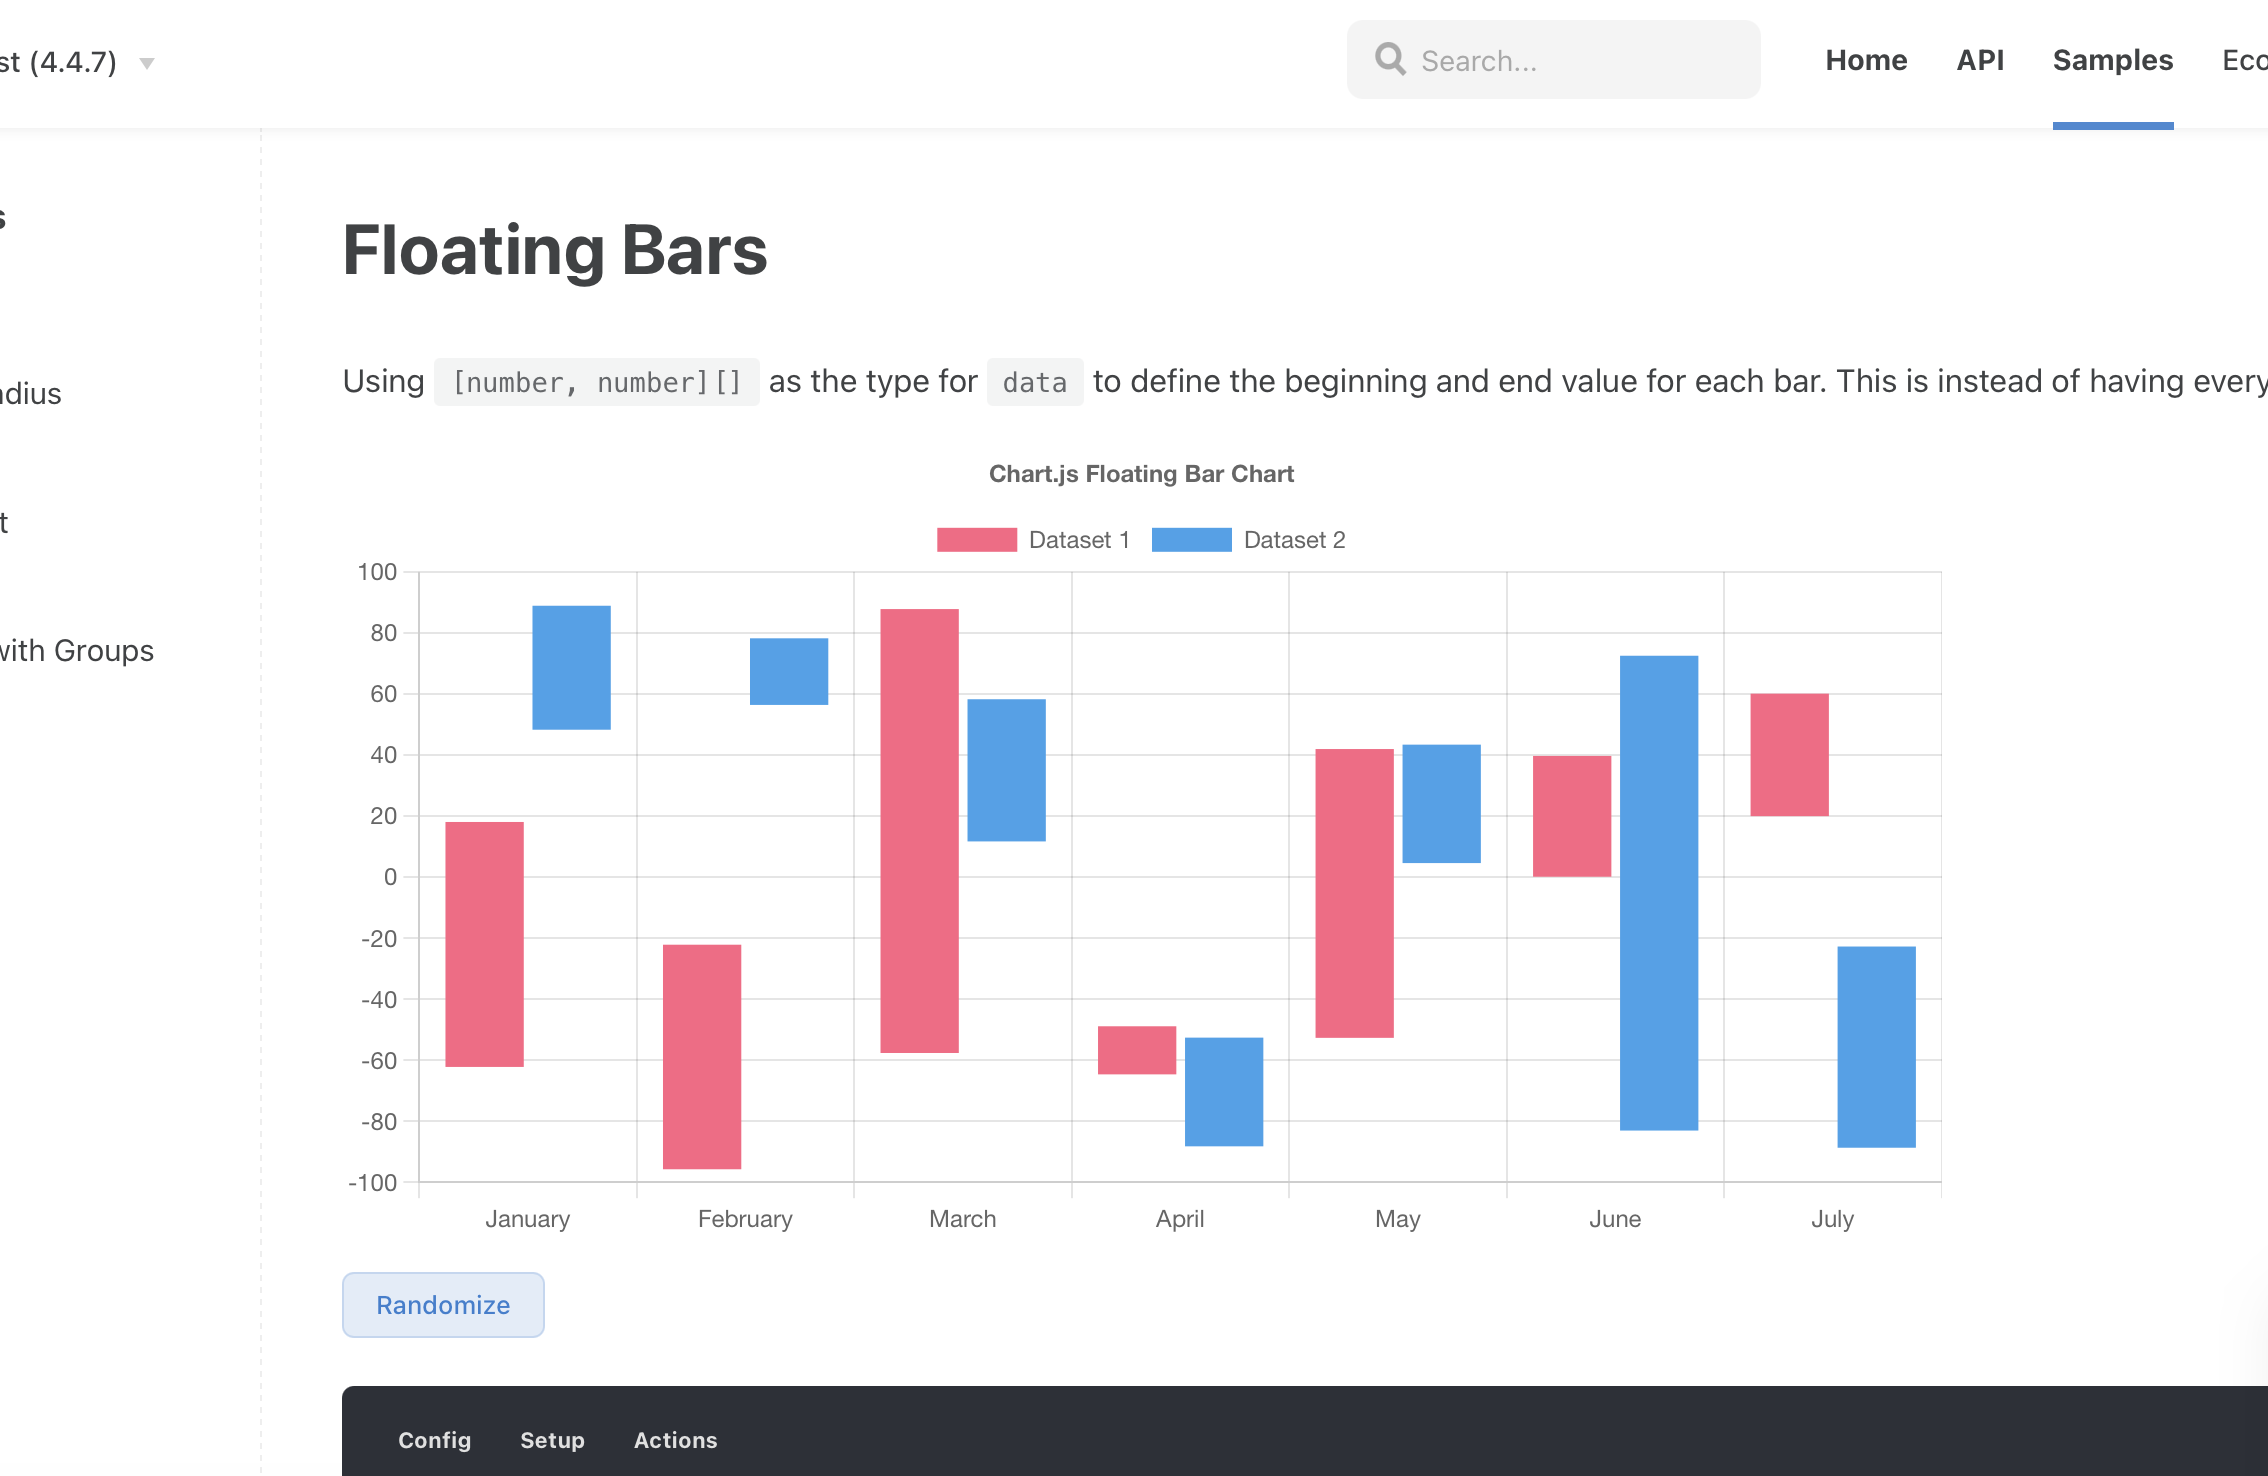 st (4.4.7)
Search...
Home API Samples Eco
s
dius
t
with Groups
Floating Bars
Using [number, number][] as the type for data to define the beginning and end value for each bar. This is instead of having every
Chart.js Floating Bar Chart
Dataset 1 Dataset 2
100
80
60
40
20
0
-20
-40
-60
-80
-100
January February March April May June July
Randomize
Config Setup Actions